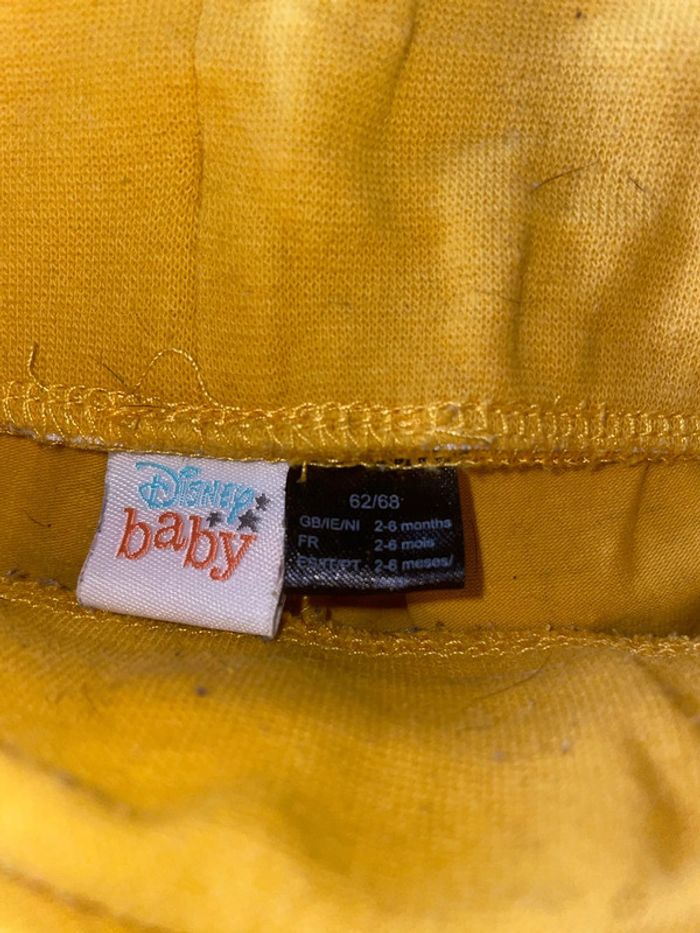 Disney
baby
62/68
GB/IE/NI 2-6 months
FR 2-6 mois
2-6 meses/